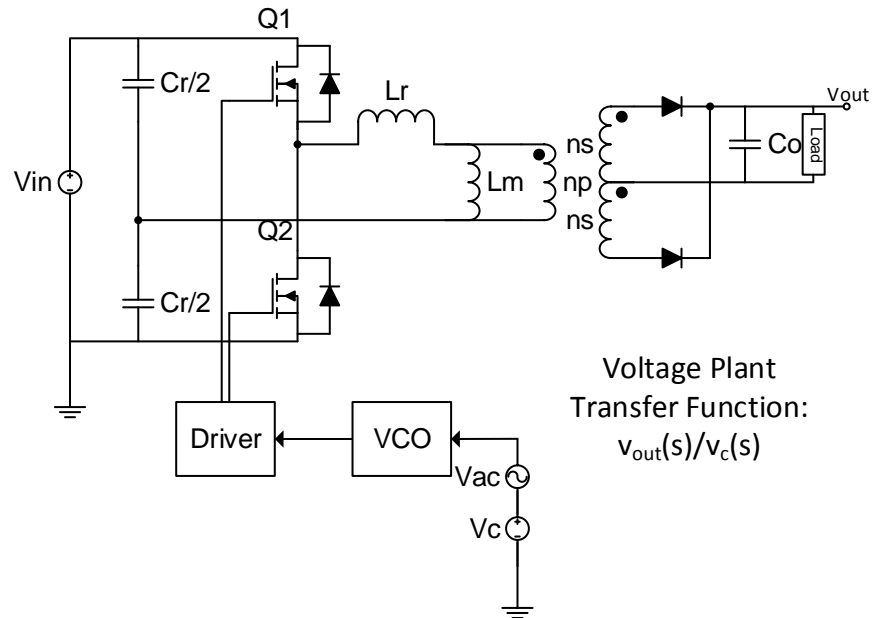 Q1
Cr/2
Lr
Vout
Vin
Lm
np
ns
Co
Load
ns
Q2
Cr/2
Driver
VCO
Vac
Vc
Voltage Plant
Transfer Function:
vout(s)/vc(s)